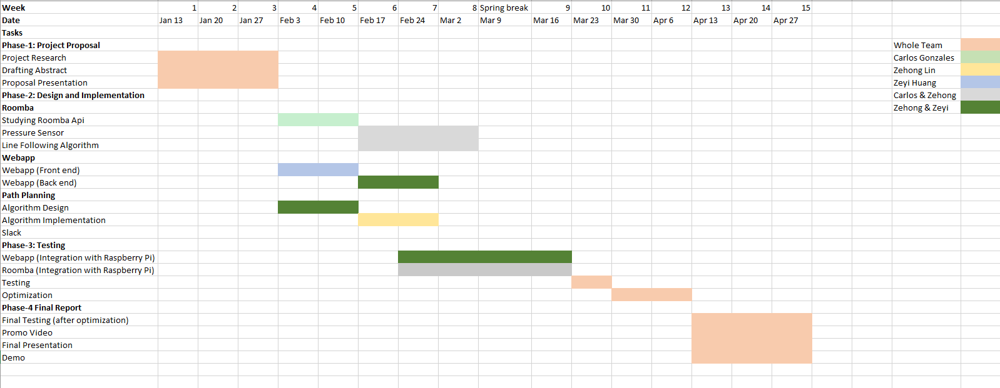 Week 1 2 3 4 5 6 7 8 Spring break 9 10 11 12 13 14 15
Date Jan 13 Jan 20 Jan 27 Feb 3 Feb 10 Feb 17 Feb 24 Mar 2 Mar 9 Mar 16 Mar 23 Mar 30 Apr 6 Apr 13 Apr 20 Apr 27
Tasks
Phase-1: Project Proposal Whole Team
Project Research Carlos Gonzales
Drafting Abstract Zehong Lin
Proposal Presentation Zeyi Huang
Phase-2: Design and Implementation Carlos & Zehong
Roomba Zehong & Zeyi
Studying Roomba Api
Pressure Sensor
Line Following Algorithm
Webapp
Webapp (Front end)
Webapp (Back end)
Path Planning
Algorithm Design
Algorithm Implementation
Slack
Phase-3: Testing
Webapp (Integration with Raspberry Pi)
Roomba (Integration with Raspberry Pi)
Testing
Optimization
Phase-4 Final Report
Final Testing (after optimization)
Promo Video
Final Presentation
Demo